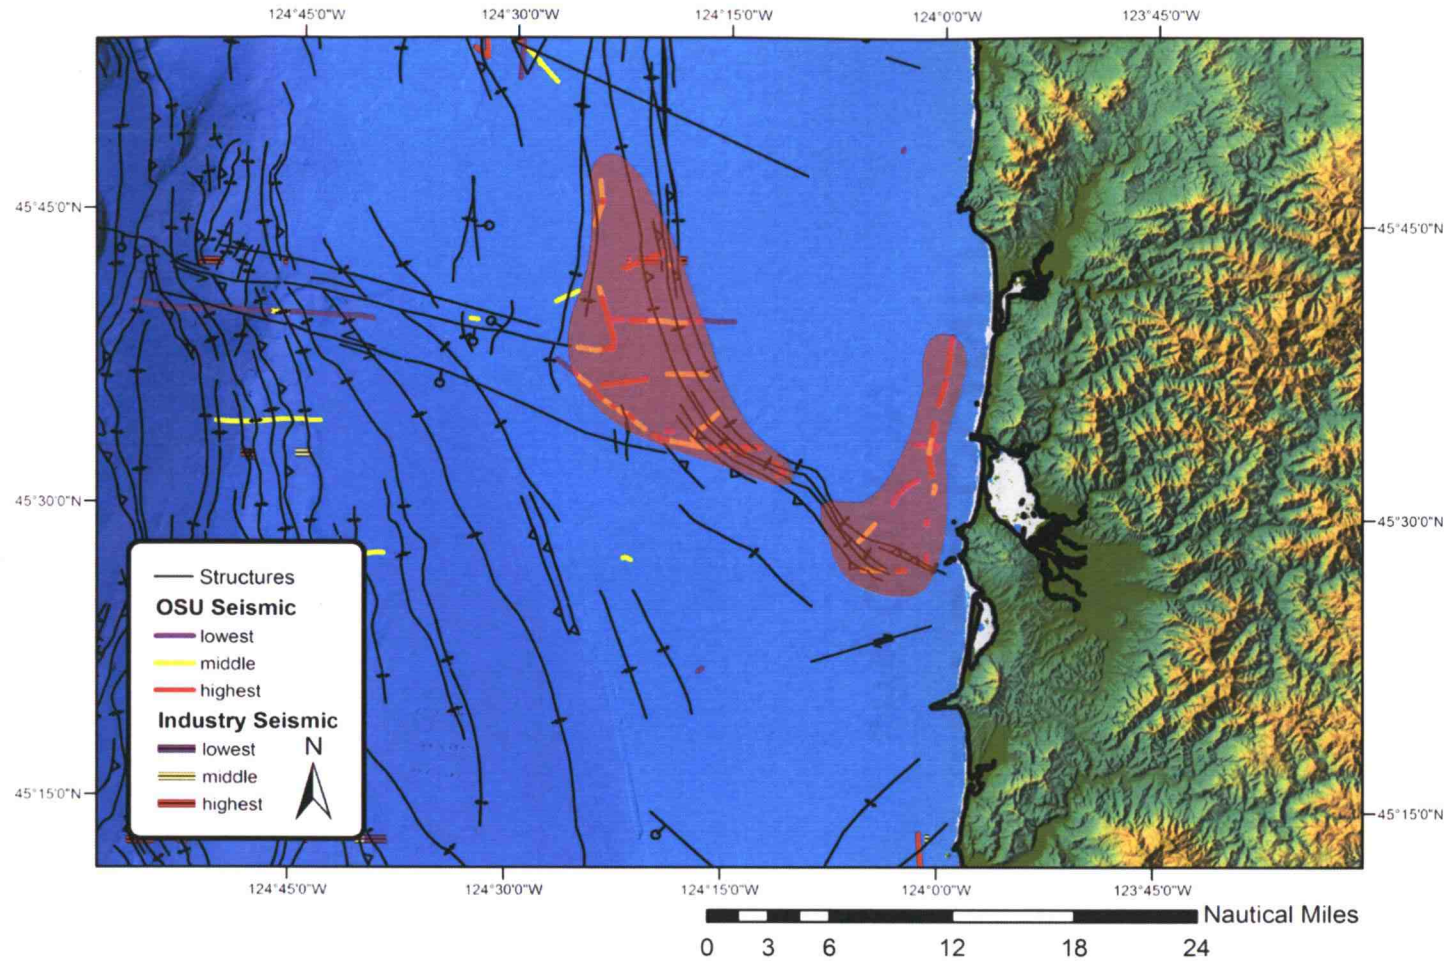 124°45'0"W 124°30'0"W 124°15'0"W 124°0'0"W 123°45'0"W
45°45'0"N
45°45'0"N
45°30'0"N
45°30'0"N
Structures
OSU Seismic
lowest
middle
highest
Industry Seismic
lowest
middle
highest
N
45°15'0"N
45°15'0"N
124°45'0"W 124°30'0"W 124°15'0"W 124°0'0"W 123°45'0"W
Nautical Miles
0 3 6 12 18 24